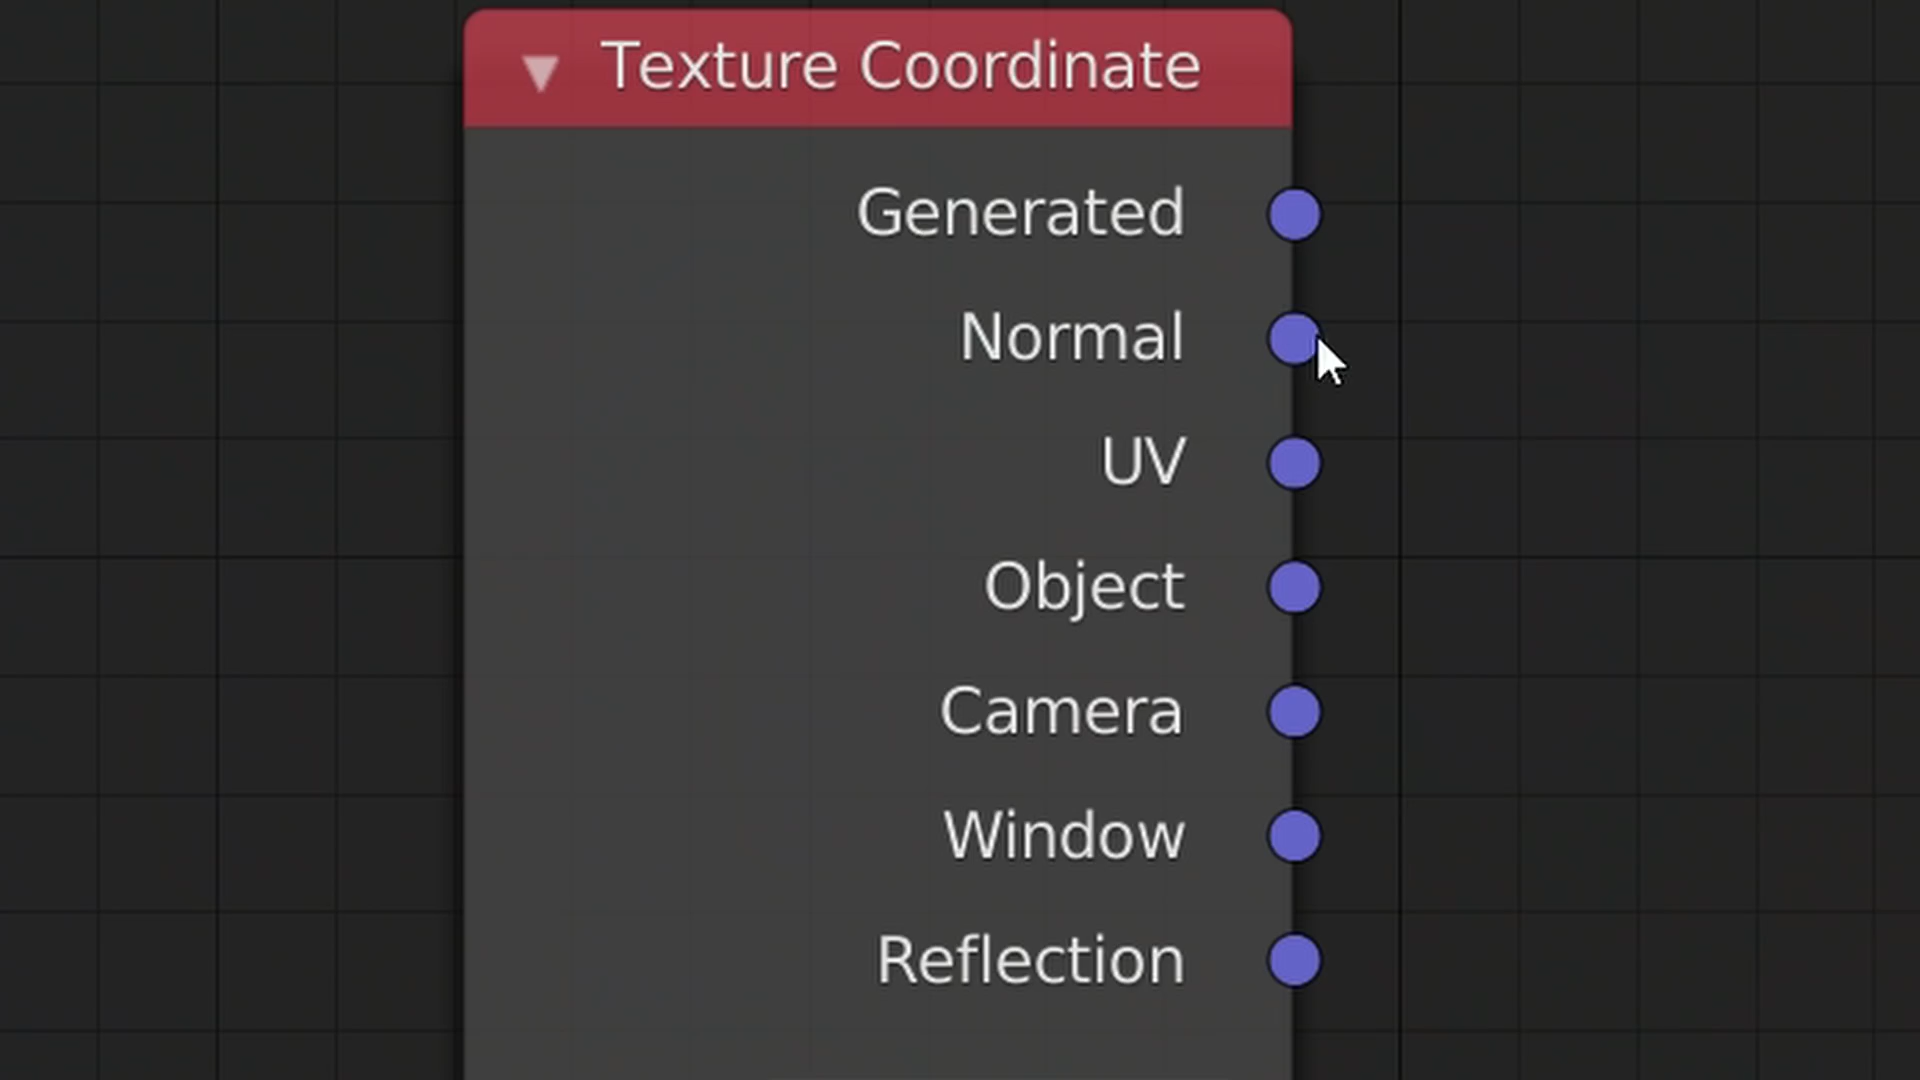 Texture Coordinate
Generated
Normal
UV
Object
Camera
Window
Reflection